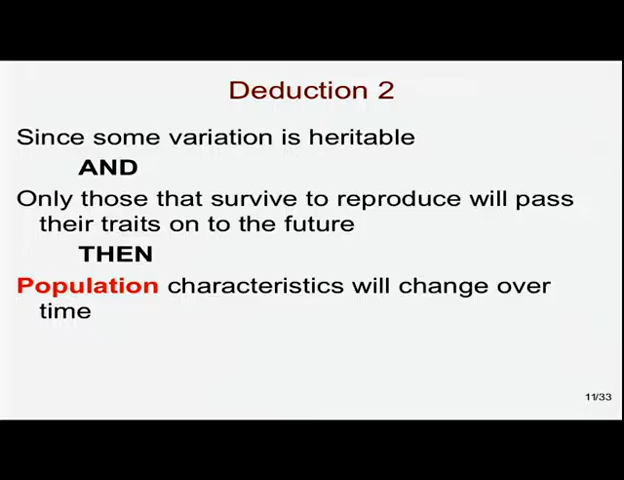 Deduction 2
Since some variation is heritable
AND
Only those that survive to reproduce will pass
their traits on to the future
THEN
Population characteristics will change over
time
11/33